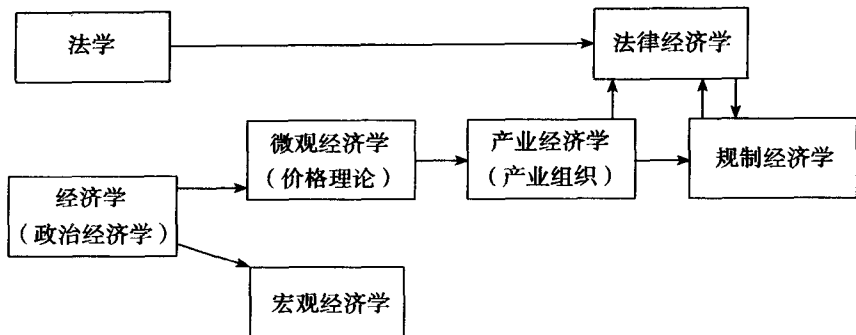 法学
法律经济学
微观经济学
（价格理论）
产业经济学
（产业组织）
规制经济学
经济学
（政治经济学）
宏观经济学